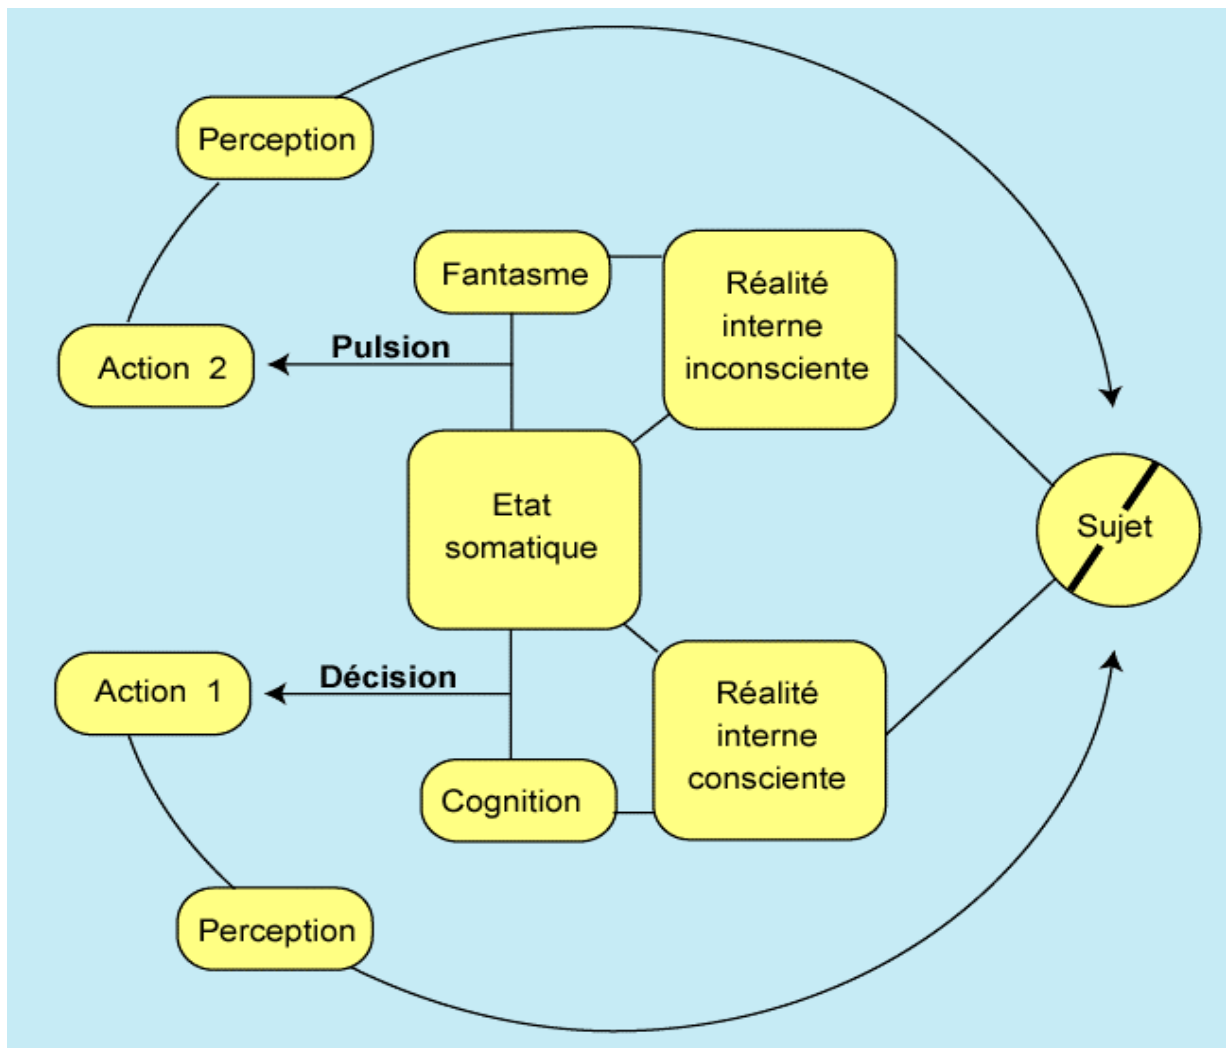 Perception
Fantasme
Réalité
interne
inconsciente
Pulsion
Action 2
Etat
somatique
Sujet
Décision
Action 1
Réalité
interne
consciente
Cognition
Perception